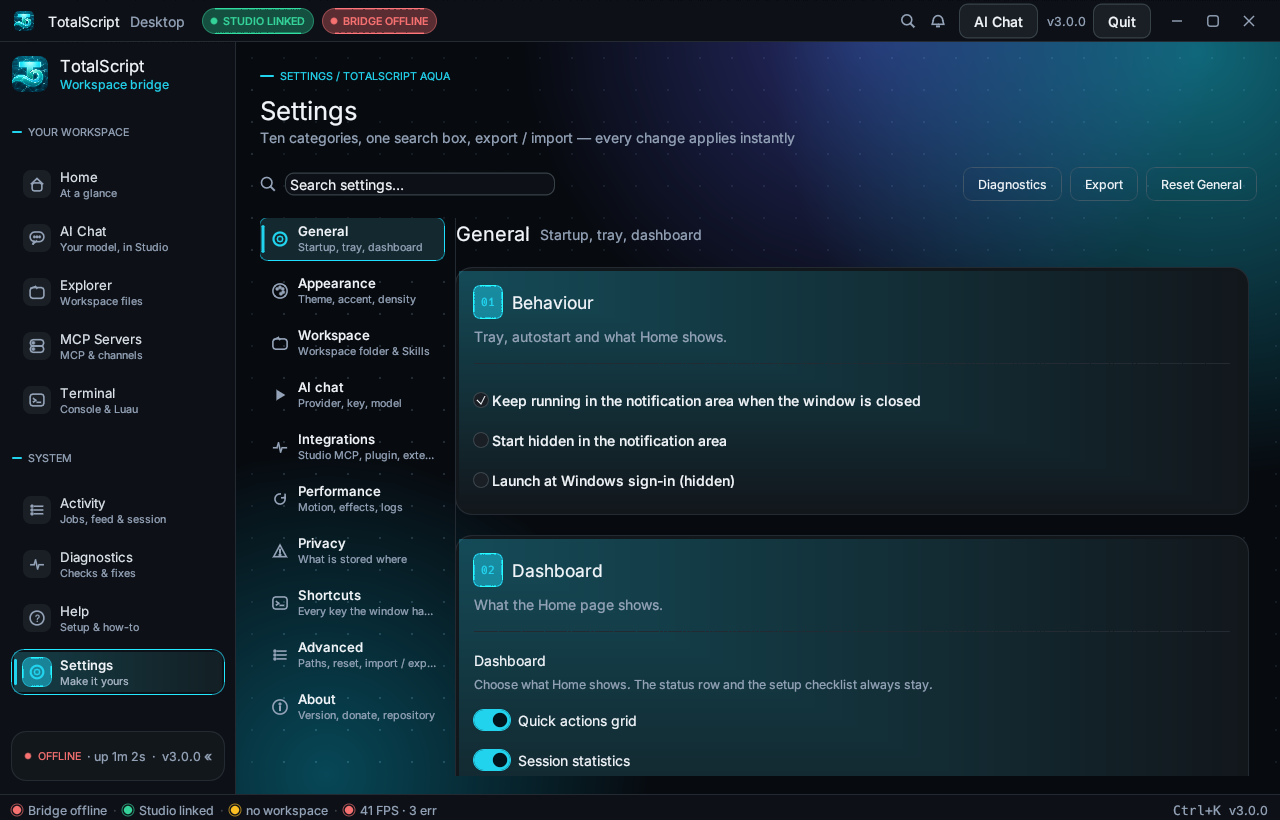 TotalScript Desktop STUDIO LINKED BRIDGE OFFLINE AI Chat v3.0.0 Quit
TotalScript
Workspace bridge
YOUR WORKSPACE
Home
At a glance
AI Chat
Your model, in Studio
Explorer
Workspace files
MCP Servers
MCP & channels
Terminal
Console & Luau
SYSTEM
Activity
Jobs, feed & session
Diagnostics
Checks & fixes
Help
Setup & how-to
Settings
Make it yours
OFFLINE · up 1m 2s · v3.0.0 «
SETTINGS / TOTALSCRIPT AQUA
Settings
Ten categories, one search box, export / import — every change applies instantly
Search settings...
Diagnostics Export Reset General
General
Startup, tray, dashboard
Appearance
Theme, accent, density
Workspace
Workspace folder & Skills
AI chat
Provider, key, model
Integrations
Studio MCP, plugin, exte...
Performance
Motion, effects, logs
Privacy
What is stored where
Shortcuts
Every key the window ha...
Advanced
Paths, reset, import / exp...
About
Version, donate, repository
General Startup, tray, dashboard
01 Behaviour
Tray, autostart and what Home shows.
Keep running in the notification area when the window is closed
Start hidden in the notification area
Launch at Windows sign-in (hidden)
02 Dashboard
What the Home page shows.
Dashboard
Choose what Home shows. The status row and the setup checklist always stay.
Quick actions grid
Session statistics
Bridge offline · Studio linked · no workspace · 41 FPS · 3 err Ctrl+K v3.0.0